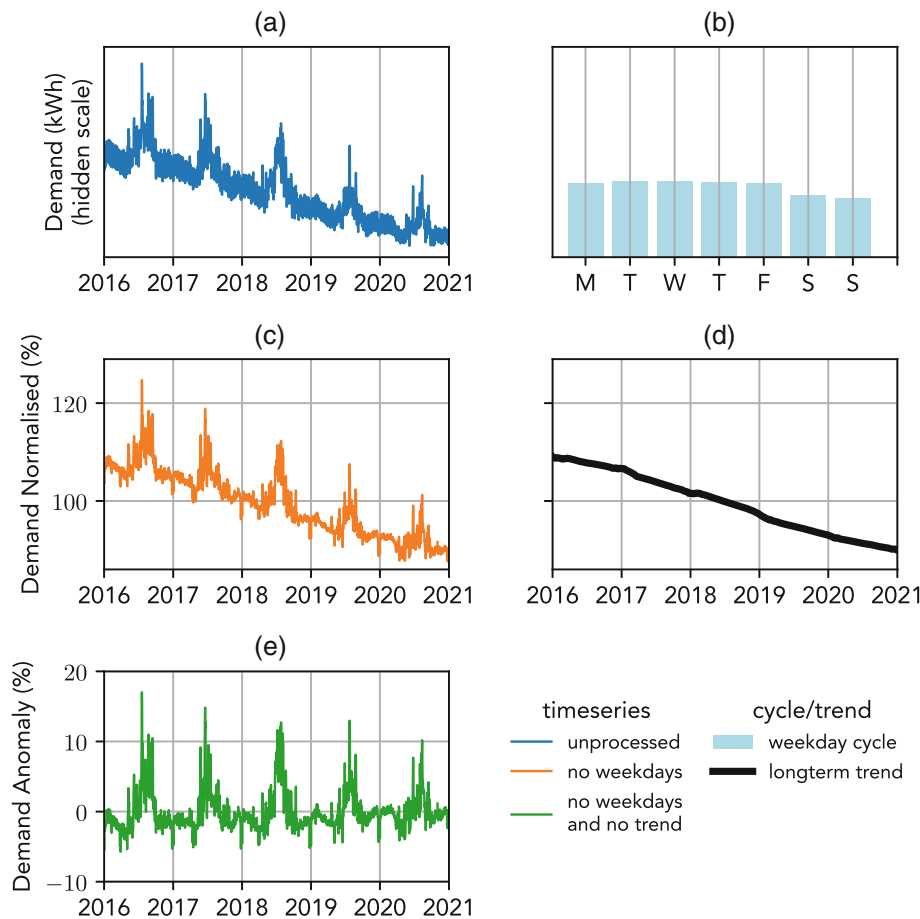 (a)
Demand (kWh)
(hidden scale)
2016 2017 2018 2019 2020 2021
(b)
M T W T F S S
(c)
Demand Normalised (%)
120
100
2016 2017 2018 2019 2020 2021
(d)
2016 2017 2018 2019 2020 2021
(e)
Demand Anomaly (%)
20
10
0
−10
2016 2017 2018 2019 2020 2021
timeseries
unprocessed
no weekdays
no weekdays
and no trend
cycle/trend
weekday cycle
longterm trend